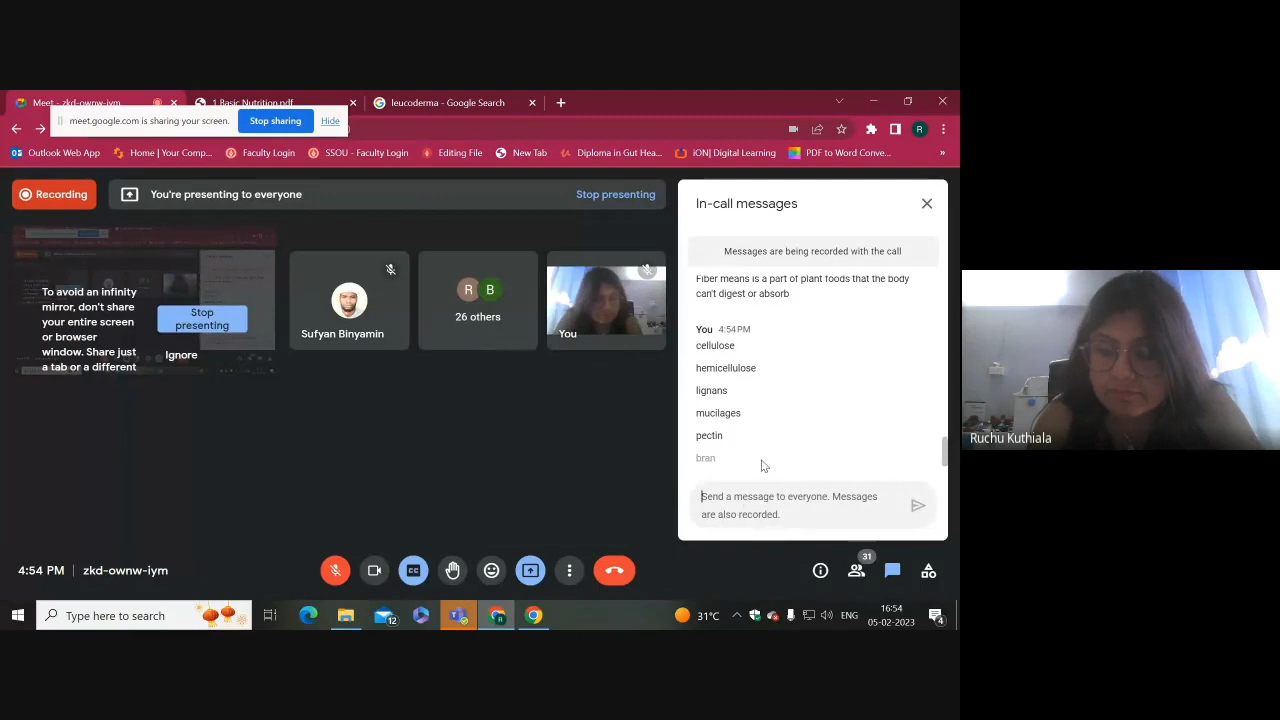 Meet - zkd-ownw-iym
1 Basic Nutrition.pdf
leucoderma - Google Search
meet.google.com is sharing your screen.
Stop sharing
Hide
Outlook Web App
Home | Your Comp...
Faculty Login
SSOU - Faculty Login
Editing File
New Tab
Diploma in Gut Hea...
iON| Digital Learning
PDF to Word Conve...
»
R
Recording
You're presenting to everyone
Stop presenting
In-call messages
Messages are being recorded with the call
Fiber means is a part of plant foods that the body
can't digest or absorb
You 4:54 PM
cellulose
hemicellulose
lignans
mucilages
pectin
bran
Send a message to everyone. Messages
are also recorded.
To avoid an infinity
mirror, don't share
your entire screen
or browser
window. Share just
a tab or a different
Stop
presenting
Ignore
Sufyan Binyamin
R B
26 others
You
Ruchu Kuthiala
4:54 PM | zkd-ownw-iym
CC
31
Type here to search
12
31°C
ENG
16:54
05-02-2023
4